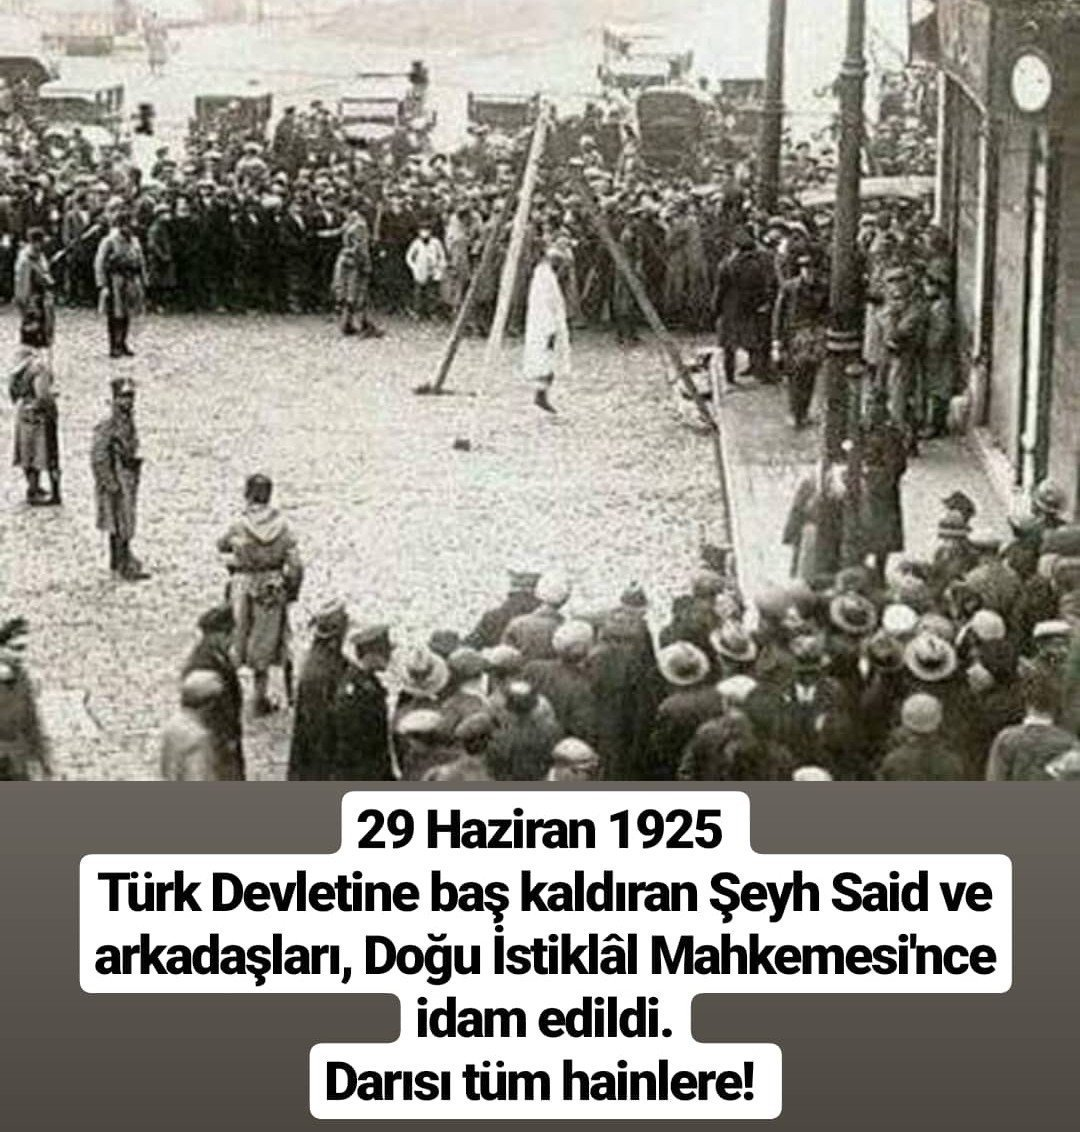 29 Haziran 1925
Türk Devletine baş kaldıran Şeyh Said ve
arkadaşları, Doğu İstiklâl Mahkemesi'nce
idam edildi.
Darısı tüm hainlere!